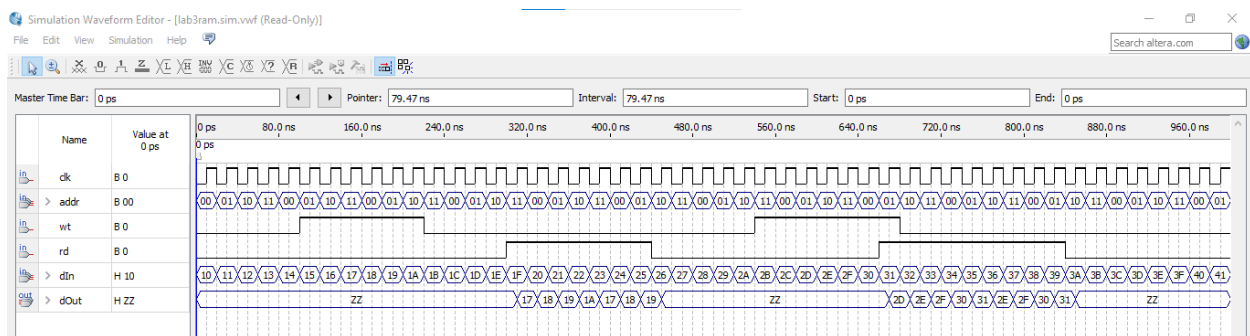 Simulation Waveform Editor - [lab3ram.sim.vwf (Read-Only)]
File Edit View Simulation Help
Search altera.com
Master Time Bar: 0 ps Pointer: 79.47 ns Interval: 79.47 ns Start: 0 ps End: 0 ps
Name Value at 0 ps 0 ps 80.0 ns 160.0 ns 240.0 ns 320.0 ns 400.0 ns 480.0 ns 560.0 ns 640.0 ns 720.0 ns 800.0 ns 880.0 ns 960.0 ns
0 ps
in clk B 0
in addr B 00 00 01 10 11 00 01 10 11 00 01 10 11 00 01 10 11 00 01 10 11 00 01 10 11 00 01 10 11 00 01 10 11 00 01 10 11 00 01 10 11 00 01 10 11 00 01 10 11 00 01
in wt B 0
in rd B 0
in dIn H 10 10 11 12 13 14 15 16 17 18 19 1A 1B 1C 1D 1E 1F 20 21 22 23 24 25 26 27 28 29 2A 2B 2C 2D 2E 2F 30 31 32 33 34 35 36 37 38 39 3A 3B 3C 3D 3E 3F 40 41
out dOut H ZZ ZZ 17 18 19 1A 17 18 19 ZZ 2D 2E 2F 30 31 2E 2F 30 31 ZZ